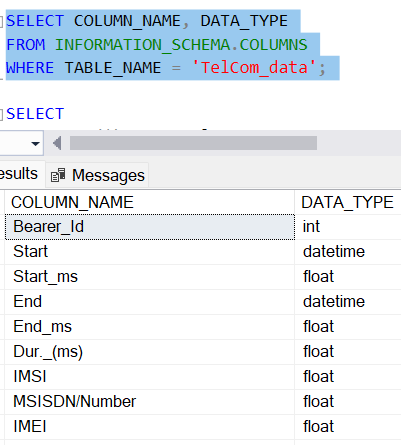 SELECT COLUMN_NAME, DATA_TYPE
FROM INFORMATION_SCHEMA.COLUMNS
WHERE TABLE_NAME = 'TelCom_data';
SELECT
esults Messages
COLUMN_NAME DATA_TYPE
Bearer_Id int
Start datetime
Start_ms float
End datetime
End_ms float
Dur._(ms) float
IMSI float
MSISDN/Number float
IMEI float